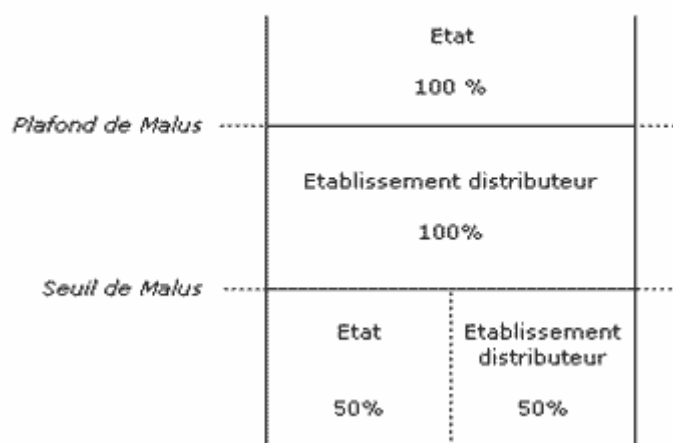 Etat
100 %
Plafond de Malus
Etablissement distributeur
100%
Seuil de Malus
Etat
Etablissement
distributeur
50%
50%